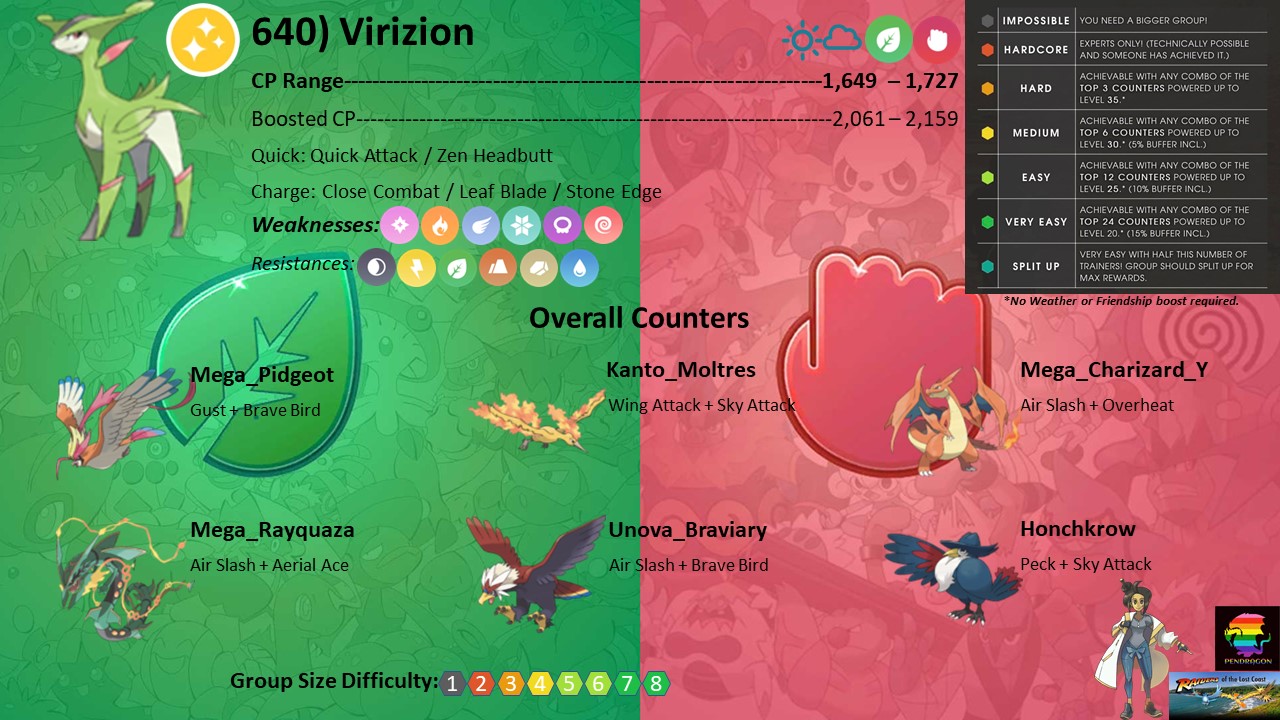 640) Virizion
CP Range------------------------------------------------------------------------1,649 – 1,727
Boosted CP------------------------------------------------------------------------2,061 – 2,159
Quick: Quick Attack / Zen Headbutt
Charge: Close Combat / Leaf Blade / Stone Edge
Weaknesses:
Resistances:
IMPOSSIBLE YOU NEED A BIGGER GROUP!
HARDCORE EXPERTS ONLY! (TECHNICALLY POSSIBLE
AND SOMEONE HAS ACHIEVED IT.)
HARD ACHIEVABLE WITH ANY COMBO OF THE
TOP 3 COUNTERS POWERED UP TO
LEVEL 35.*
MEDIUM ACHIEVABLE WITH ANY COMBO OF THE
TOP 6 COUNTERS POWERED UP TO
LEVEL 30.* (5% BUFFER INCL.)
EASY ACHIEVABLE WITH ANY COMBO OF THE
TOP 12 COUNTERS POWERED UP TO
LEVEL 25.* (10% BUFFER INCL.)
VERY EASY ACHIEVABLE WITH ANY COMBO OF THE
TOP 24 COUNTERS POWERED UP TO
LEVEL 20.* (15% BUFFER INCL.)
SPLIT UP VERY EASY WITH HALF THIS NUMBER OF
TRAINERS! GROUP SHOULD SPLIT UP FOR
MAX REWARDS.
*No Weather or Friendship boost required.
Overall Counters
Mega_Pidgeot
Gust + Brave Bird
Kanto_Moltres
Wing Attack + Sky Attack
Mega_Charizard_Y
Air Slash + Overheat
Mega_Rayquaza
Air Slash + Aerial Ace
Unova_Braviary
Air Slash + Brave Bird
Honchkrow
Peck + Sky Attack
Group Size Difficulty: 1 2 3 4 5 6 7 8
PENDRAGON
RAIDERS of the Lost Coast